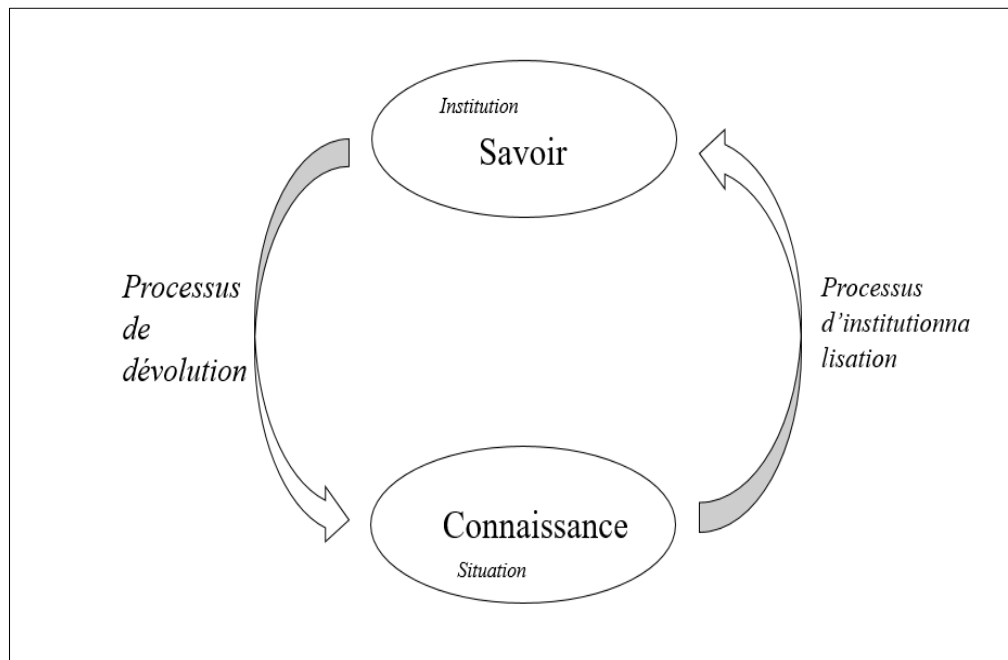 Institution
Savoir
Processus
de
dévolution
Processus
d’institutionna
lisation
Connaissance
Situation